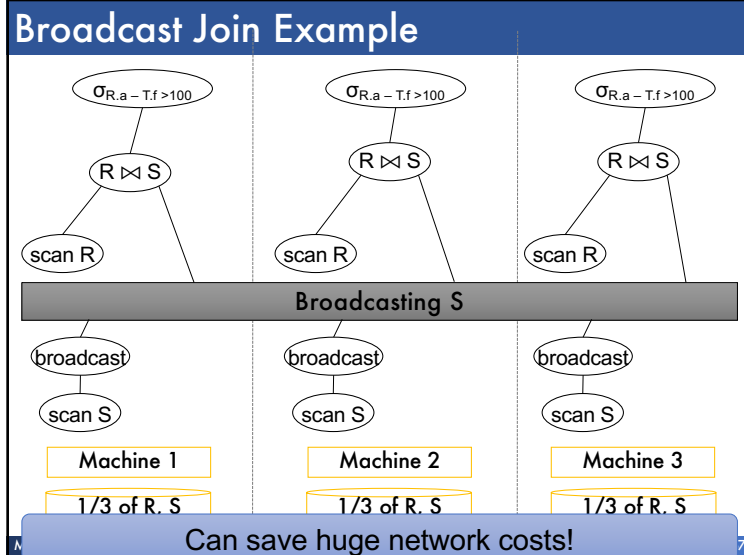 Broadcast Join Example
σR.a – T.f >100
σR.a – T.f >100
σR.a – T.f >100
R ⋈ S
R ⋈ S
R ⋈ S
scan R
scan R
scan R
Broadcasting S
broadcast
broadcast
broadcast
scan S
scan S
scan S
Machine 1
Machine 2
Machine 3
1/3 of R, S
1/3 of R, S
1/3 of R, S
Can save huge network costs!